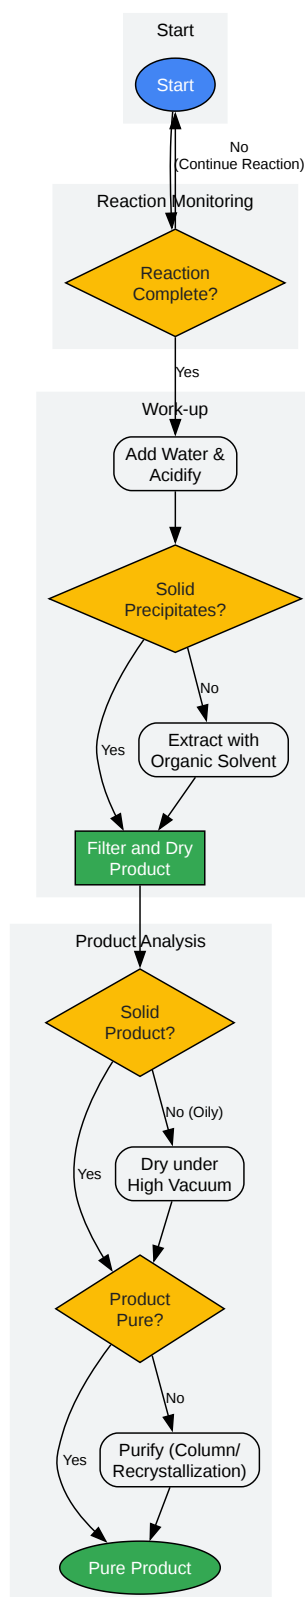 Start
Start
No
(Continue Reaction)
Reaction Monitoring
Reaction
Complete?
Yes
Work-up
Add Water &
Acidify
Solid
Precipitates?
No
Yes
Extract with
Organic Solvent
Filter and Dry
Product
Product Analysis
Solid
Product?
No (Oily)
Yes
Dry under
High Vacuum
Product
Pure?
No
Yes
Purify (Column/
Recrystallization)
Pure Product